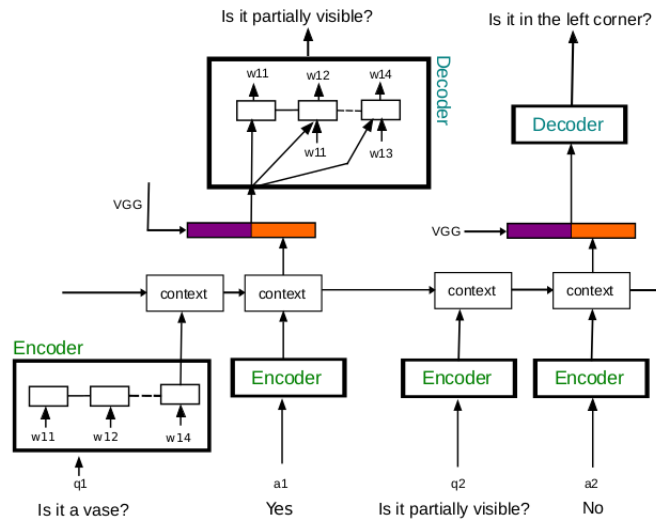 Is it partially visible?
Is it in the left corner?
w11
w12
w14
w11
w13
Decoder
Decoder
VGG
VGG
context
context
context
context
Encoder
w11
w12
w14
Encoder
Encoder
Encoder
q1
a1
q2
a2
Is it a vase?
Yes
Is it partially visible?
No